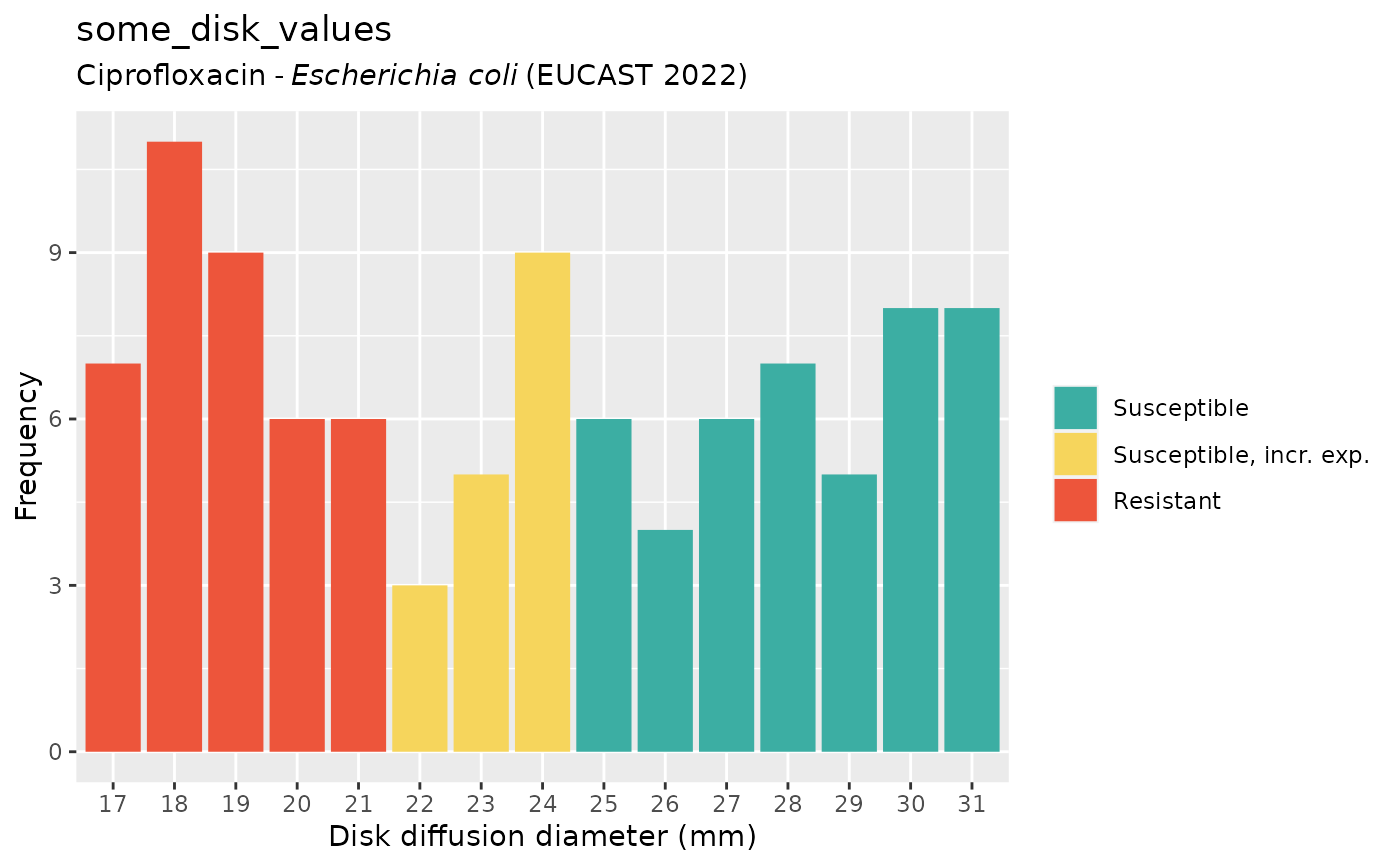 some_disk_values
Ciprofloxacin - Escherichia coli (EUCAST 2022)
Frequency
9
6
3
0
17 18 19 20 21 22 23 24 25 26 27 28 29 30 31
Disk diffusion diameter (mm)
Susceptible
Susceptible, incr. exp.
Resistant